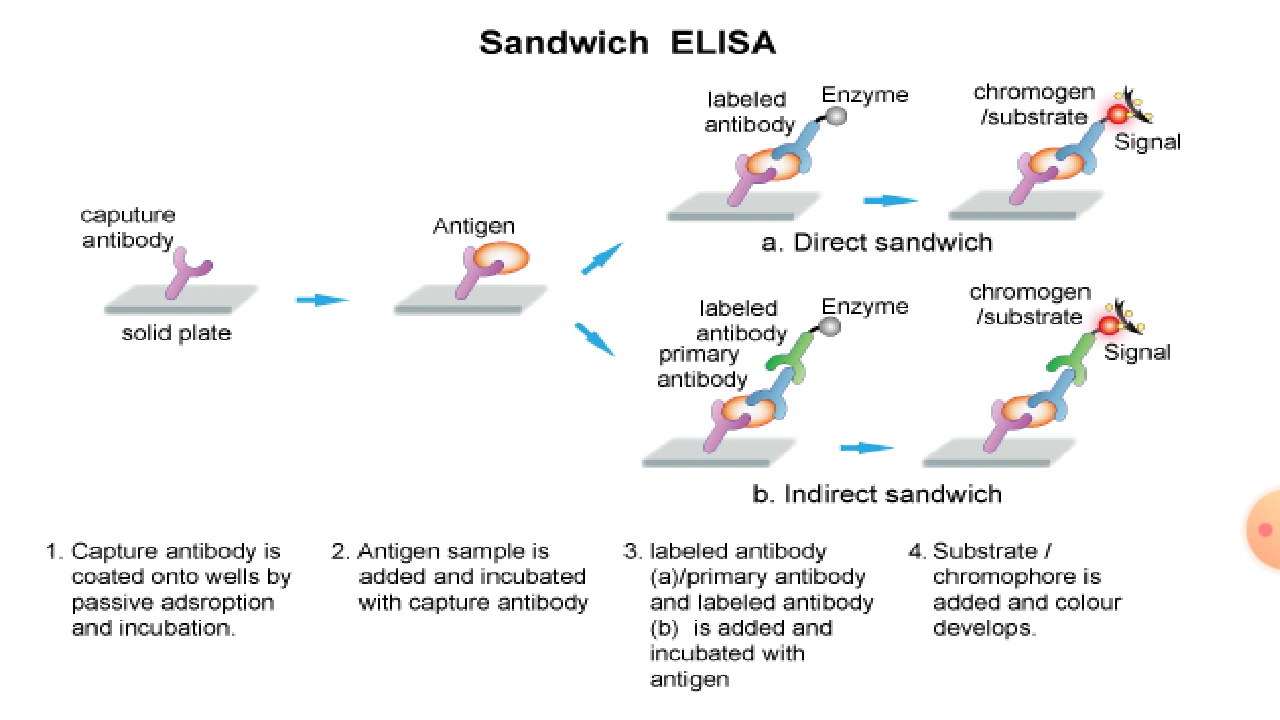 Sandwich ELISA
caputure
antibody
solid plate
Antigen
labeled
antibody
Enzyme
chromogen
/substrate
Signal
a. Direct sandwich
labeled
antibody
primary
antibody
Enzyme
chromogen
/substrate
Signal
b. Indirect sandwich
1. Capture antibody is
coated onto wells by
passive adsroption
and incubation.
2. Antigen sample is
added and incubated
with capture antibody
3. labeled antibody
(a)/primary antibody
and labeled antibody
(b) is added and
incubated with
antigen
4. Substrate /
chromophore is
added and colour
develops.